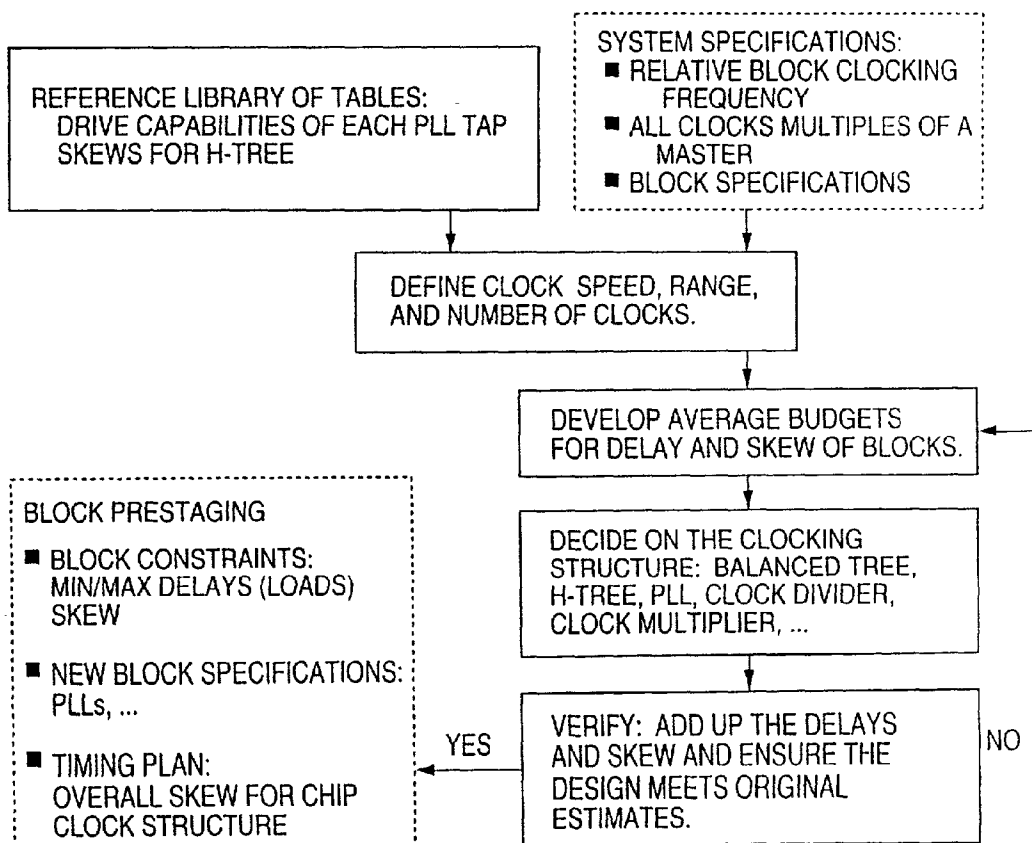 REFERENCE LIBRARY OF TABLES:
DRIVE CAPABILITIES OF EACH PLL TAP
SKEWS FOR H-TREE
SYSTEM SPECIFICATIONS:
■ RELATIVE BLOCK CLOCKING
FREQUENCY
■ ALL CLOCKS MULTIPLES OF A
MASTER
■ BLOCK SPECIFICATIONS
DEFINE CLOCK SPEED, RANGE,
AND NUMBER OF CLOCKS.
DEVELOP AVERAGE BUDGETS
FOR DELAY AND SKEW OF BLOCKS.
DECIDE ON THE CLOCKING
STRUCTURE: BALANCED TREE,
H-TREE, PLL, CLOCK DIVIDER,
CLOCK MULTIPLIER, ...
VERIFY: ADD UP THE DELAYS
AND SKEW AND ENSURE THE
DESIGN MEETS ORIGINAL
ESTIMATES.
NO
YES
BLOCK PRESTAGING
■ BLOCK CONSTRAINTS:
MIN/MAX DELAYS (LOADS)
SKEW
■ NEW BLOCK SPECIFICATIONS:
PLLs, ...
■ TIMING PLAN:
OVERALL SKEW FOR CHIP
CLOCK STRUCTURE